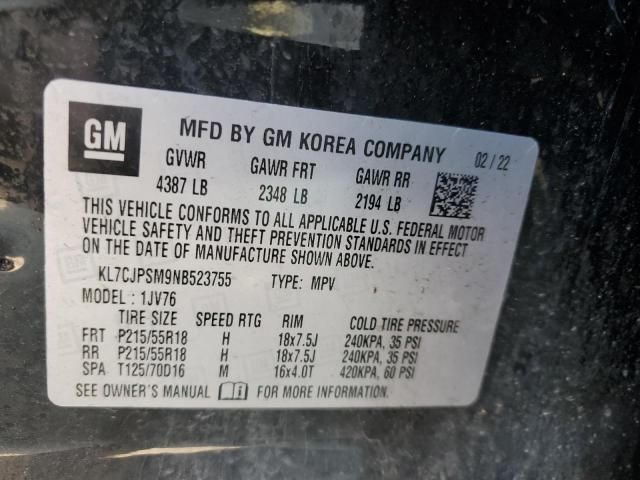 GM
MFD BY GM KOREA COMPANY 02/22
GVWR GAWR FRT GAWR RR
4387 LB 2348 LB 2194 LB
THIS VEHICLE CONFORMS TO ALL APPLICABLE U.S. FEDERAL MOTOR
VEHICLE SAFETY AND THEFT PREVENTION STANDARDS IN EFFECT
ON THE DATE OF MANUFACTURE SHOWN ABOVE.
KL7CJPSM9NB523755 TYPE: MPV
MODEL: 1JV76
TIRE SIZE SPEED RTG RIM COLD TIRE PRESSURE
FRT P215/55R18 H 18x7.5J 240KPA, 35 PSI
RR P215/55R18 H 18x7.5J 240KPA, 35 PSI
SPA T125/70D16 M 16x4.0T 420KPA, 60 PSI
SEE OWNER'S MANUAL FOR MORE INFORMATION.